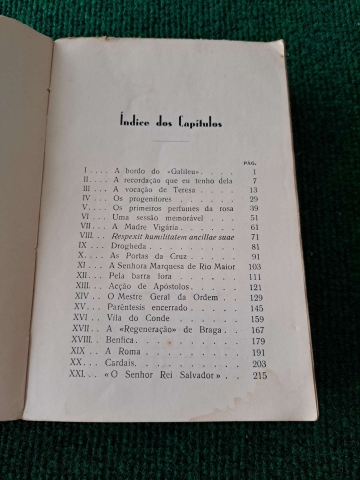 Índice dos Capítulos
PÁG.
I . . . . A bordo do «Galileu» . . . . 1
II . . . . A recordação que eu tenho dela 7
III . . . . A vocação de Teresa . . . . 13
IV . . . . Os progenitores . . . . . 29
V . . . . Os primeiros perfumes da rosa 39
VI . . . . Uma sessão memorável . . . 51
VII . . . . A Madre Vigária . . . . . 61
VIII. . . . Respexit humilitatem ancillae suae 71
IX . . . . Drogheda . . . . . . . 81
X . . . . As Portas da Cruz . . . . . 91
XI . . . . A Senhora Marquesa de Rio Maior 103
XII . . . . Pela barra fora . . . . . . 111
XIII. . . . Acção de Apóstolos . . . . 121
XIV . . . . O Mestre Geral da Ordem . . 129
XV . . . . Parêntesis encerrado . . . . 145
XVI . . . . Vila do Conde . . . . . . 159
XVII . . . . A «Regeneração» de Braga . . 167
XVIII. . . . Benfica . . . . . . . . 179
XIX . . . . A Roma . . . . . . . . 191
XX . . . . Cardais . . . . . . . . 203
XXI. . . . «O Senhor Rei Salvador» . . 215